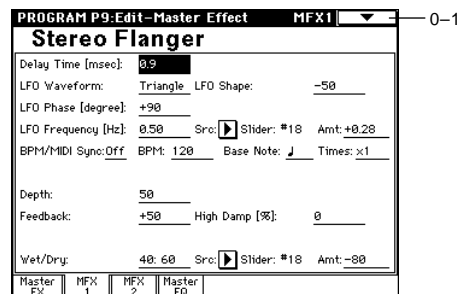 PROGRAM P9:Edit-Master Effect MFX1 0–1
Stereo Flanger
Delay Time [msec]: 0.9
LFO Waveform: Triangle LFO Shape: -50
LFO Phase [degree]: +90
LFO Frequency [Hz]: 0.50 Src: Slider: #18 Amt: +0.28
BPM/MIDI Sync: Off BPM: 120 Base Note: ♩ Times: x1
Depth: 50
Feedback: +50 High Damp [%]: 0
Wet/Dry: 40: 60 Src: Slider: #18 Amt: -80
Master FX MFX 1 MFX 2 Master EQ